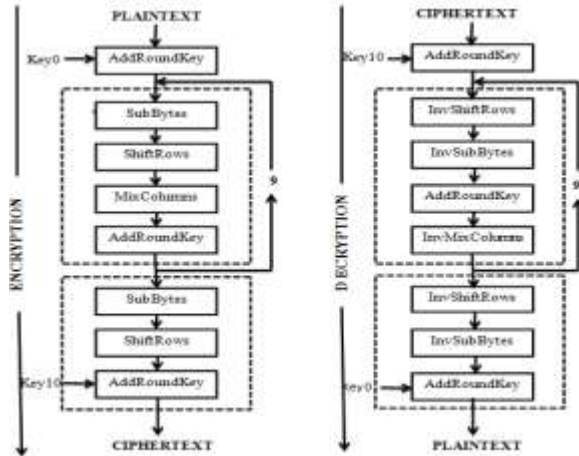 PLAINTEXT
Key0
AddRoundKey
SubBytes
ShiftRows
MixColumns
AddRoundKey
9
SubBytes
ShiftRows
Key10
AddRoundKey
CIPHERTEXT
ENCRYPTION
CIPHERTEXT
Key10
AddRoundKey
InvShiftRows
InvSubBytes
AddRoundKey
InvMixColumns
9
InvShiftRows
InvSubBytes
Key0
AddRoundKey
PLAINTEXT
DECRYPTION